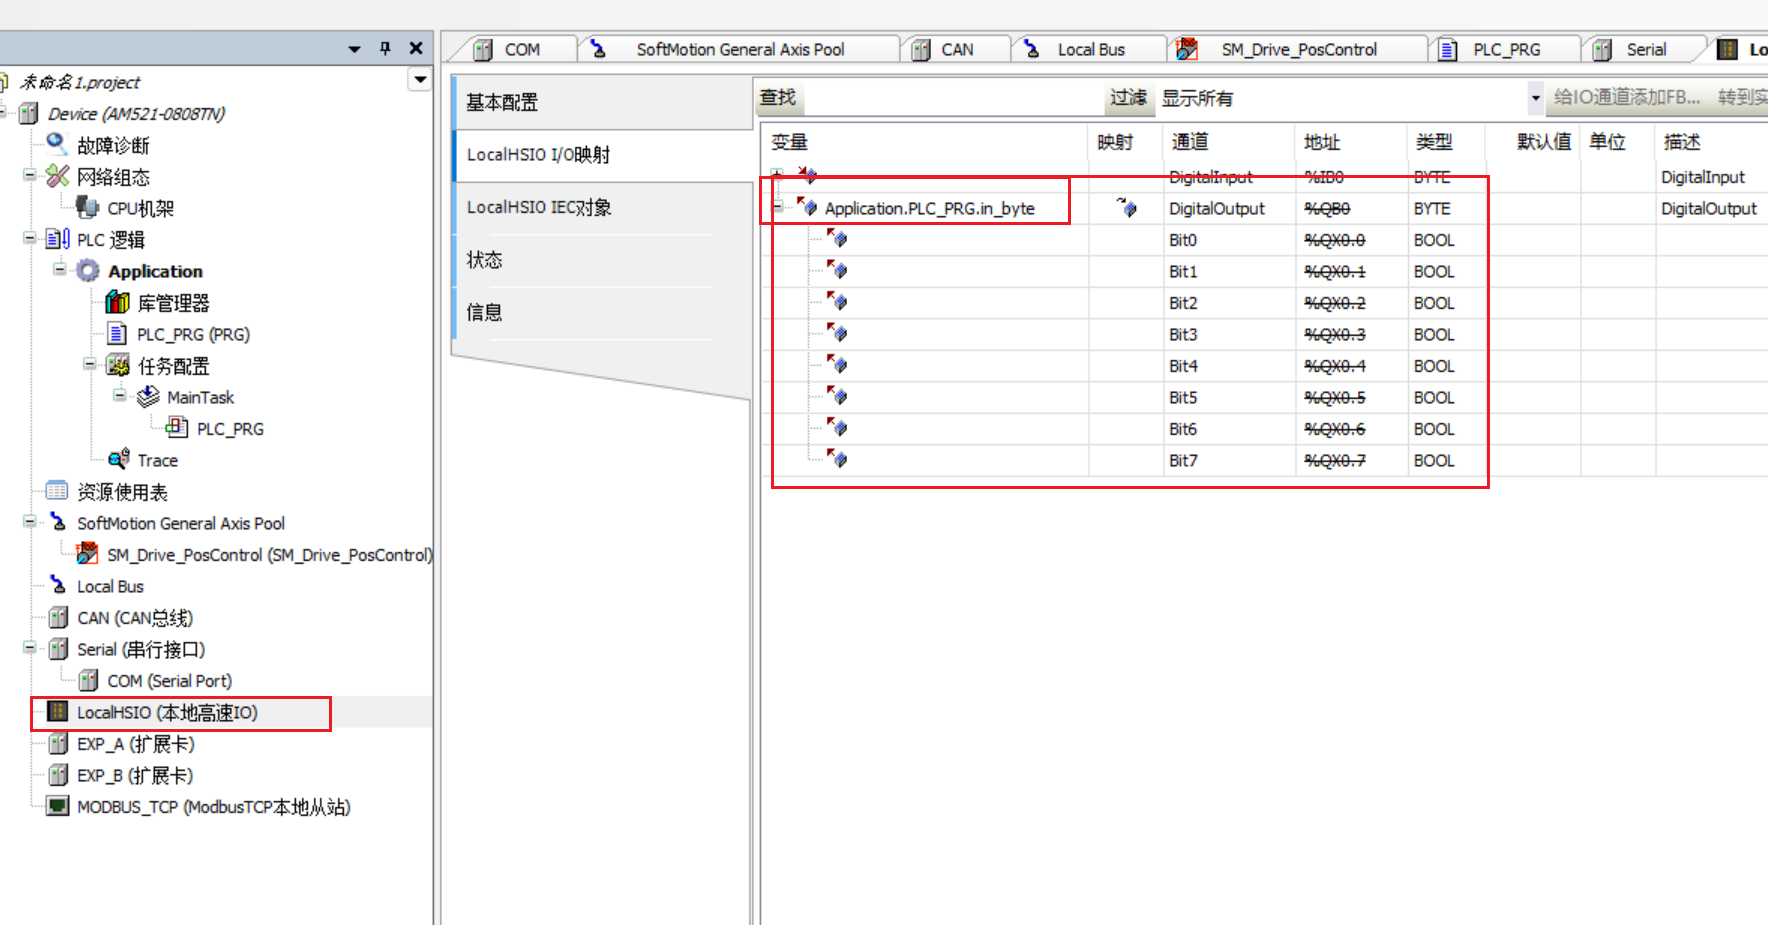 COM
SoftMotion General Axis Pool
CAN
Local Bus
SM_Drive_PosControl
PLC_PRG
Serial
Lo
未命名1.project
Device (AM521-0808TN)
故障诊断
网络组态
CPU机架
PLC 逻辑
Application
库管理器
PLC_PRG (PRG)
任务配置
MainTask
PLC_PRG
Trace
资源使用表
SoftMotion General Axis Pool
SM_Drive_PosControl (SM_Drive_PosControl)
Local Bus
CAN (CAN总线)
Serial (串行接口)
COM (Serial Port)
LocalHSIO (本地高速IO)
EXP_A (扩展卡)
EXP_B (扩展卡)
MODBUS_TCP (ModbusTCP本地从站)
基本配置
LocalHSIO I/O映射
LocalHSIO IEC对象
状态
信息
查找 过滤 显示所有 给IO通道添加FB... 转到实
变量 映射 通道 地址 类型 默认值 单位 描述
DigitalInput %IB0 BYTE DigitalInput
Application.PLC_PRG.in_byte DigitalOutput %QB0 BYTE DigitalOutput
Bit0 %QX0.0 BOOL
Bit1 %QX0.1 BOOL
Bit2 %QX0.2 BOOL
Bit3 %QX0.3 BOOL
Bit4 %QX0.4 BOOL
Bit5 %QX0.5 BOOL
Bit6 %QX0.6 BOOL
Bit7 %QX0.7 BOOL